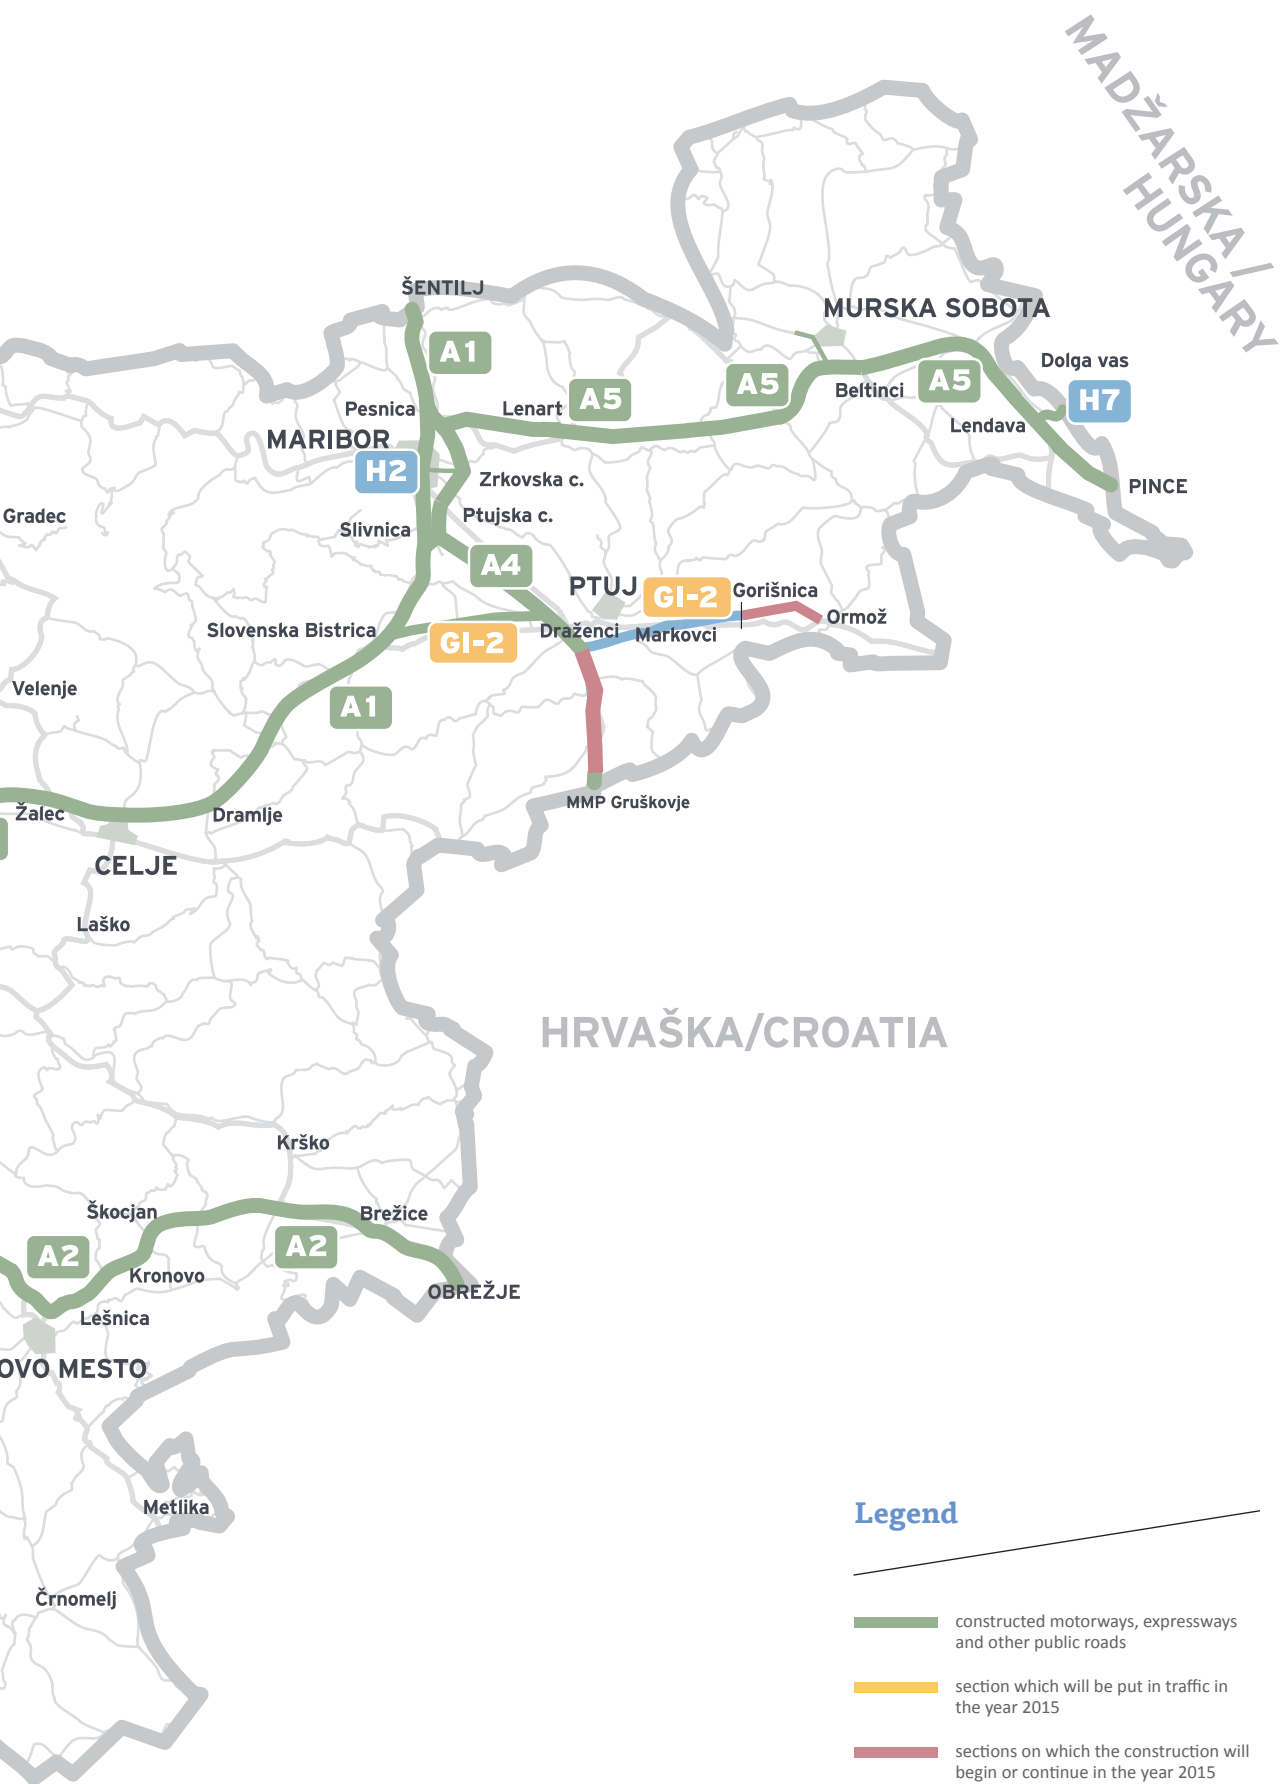 MADŽARSKA /
HUNGARY
ŠENTILJ
MURSKA SOBOTA
A1
Dolga vas
A5
A5
A5
Beltinci
H7
Pesnica
Lenart
Lendava
MARIBOR
H2
Zrkovska c.
PINCE
Gradec
Ptujska c.
Slivnica
A4
PTUJ
GI-2
Gorišnica
Ormož
Slovenska Bistrica
GI-2
Draženci
Markovci
Velenje
A1
MMP Gruškovje
Žalec
Dramlje
CELJE
Laško
HRVAŠKA/CROATIA
Krško
Škocjan
Brežice
A2
A2
Kronovo
OBREŽJE
Lešnica
OVO MESTO
Metlika
Črnomelj
Legend
constructed motorways, expressways
and other public roads
section which will be put in traffic in
the year 2015
sections on which the construction will
begin or continue in the year 2015